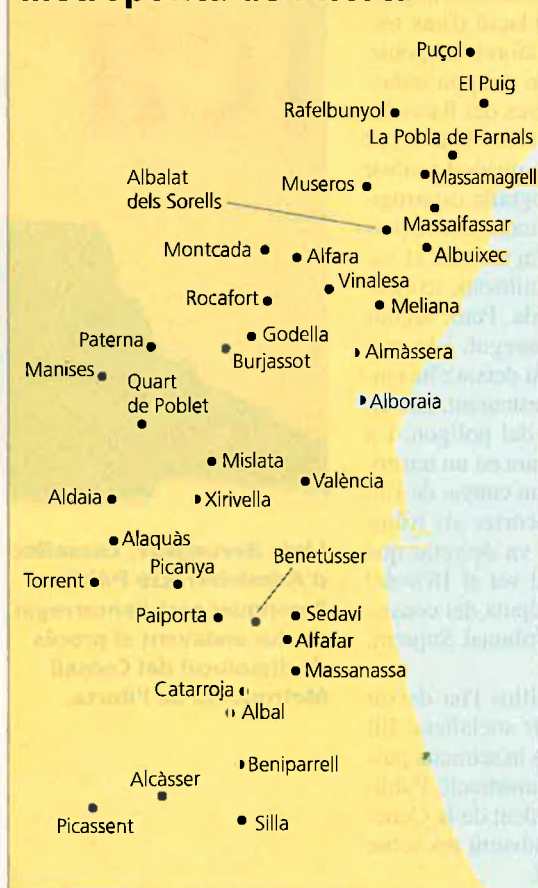 Puçol
El Puig
Rafelbunyol
La Pobla de Farnals
Albalat
dels Sorells
Museros
Massamagrell
Massalfassar
Montcada
Alfara
Albuixec
Vinalesa
Rocafort
Meliana
Paterna
Godella
Burjassot
Almàssera
Manises
Quart
de Poblet
Alboraia
Mislata
València
Aldaia
Xirivella
Alaquàs
Benetússer
Torrent
Picanya
Paiporta
Sedaví
Alfafar
Massanassa
Catarroja
Albal
Beniparrell
Alcàsser
Picassent
Silla